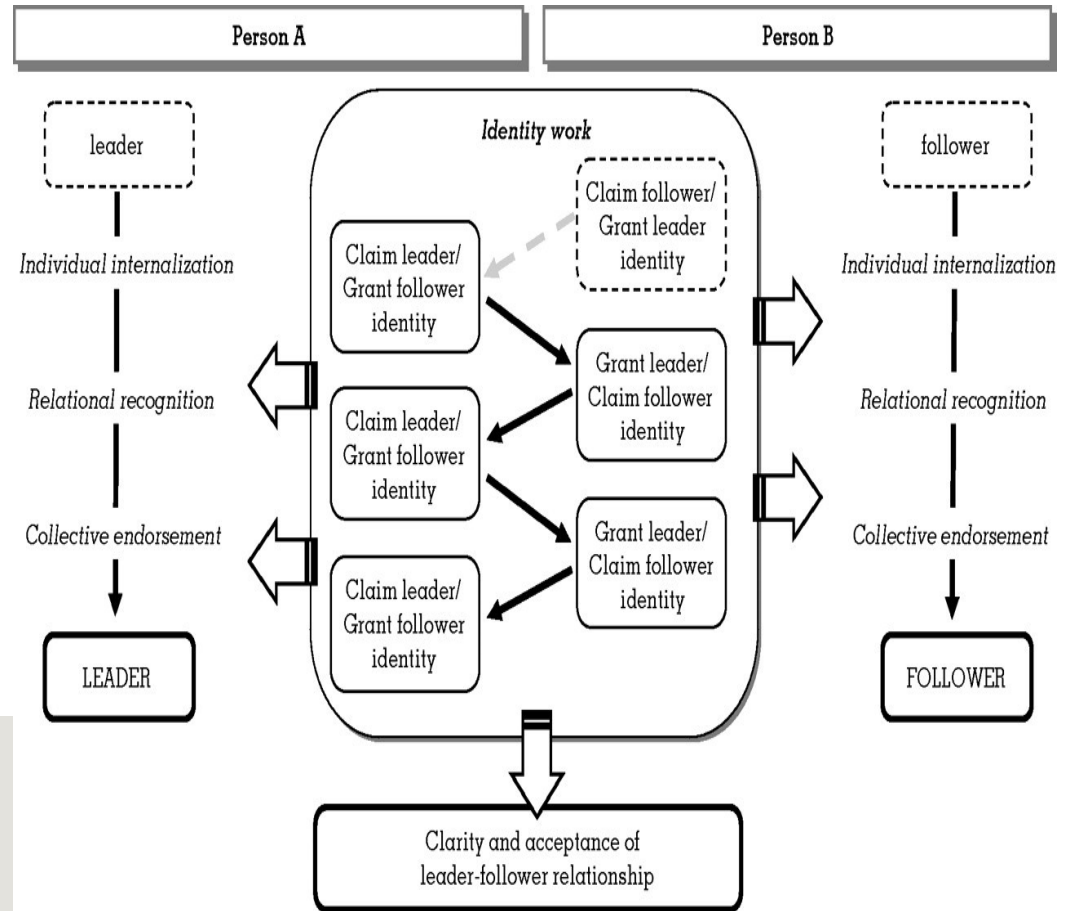 Person A
Person B
leader
Individual internalization
Relational recognition
Collective endorsement
LEADER
Identity work
Claim follower/
Grant leader
identity
Claim leader/
Grant follower
identity
Grant leader/
Claim follower
identity
Claim leader/
Grant follower
identity
Grant leader/
Claim follower
identity
Claim leader/
Grant follower
identity
follower
Individual internalization
Relational recognition
Collective endorsement
FOLLOWER
Clarity and acceptance of
leader-follower relationship